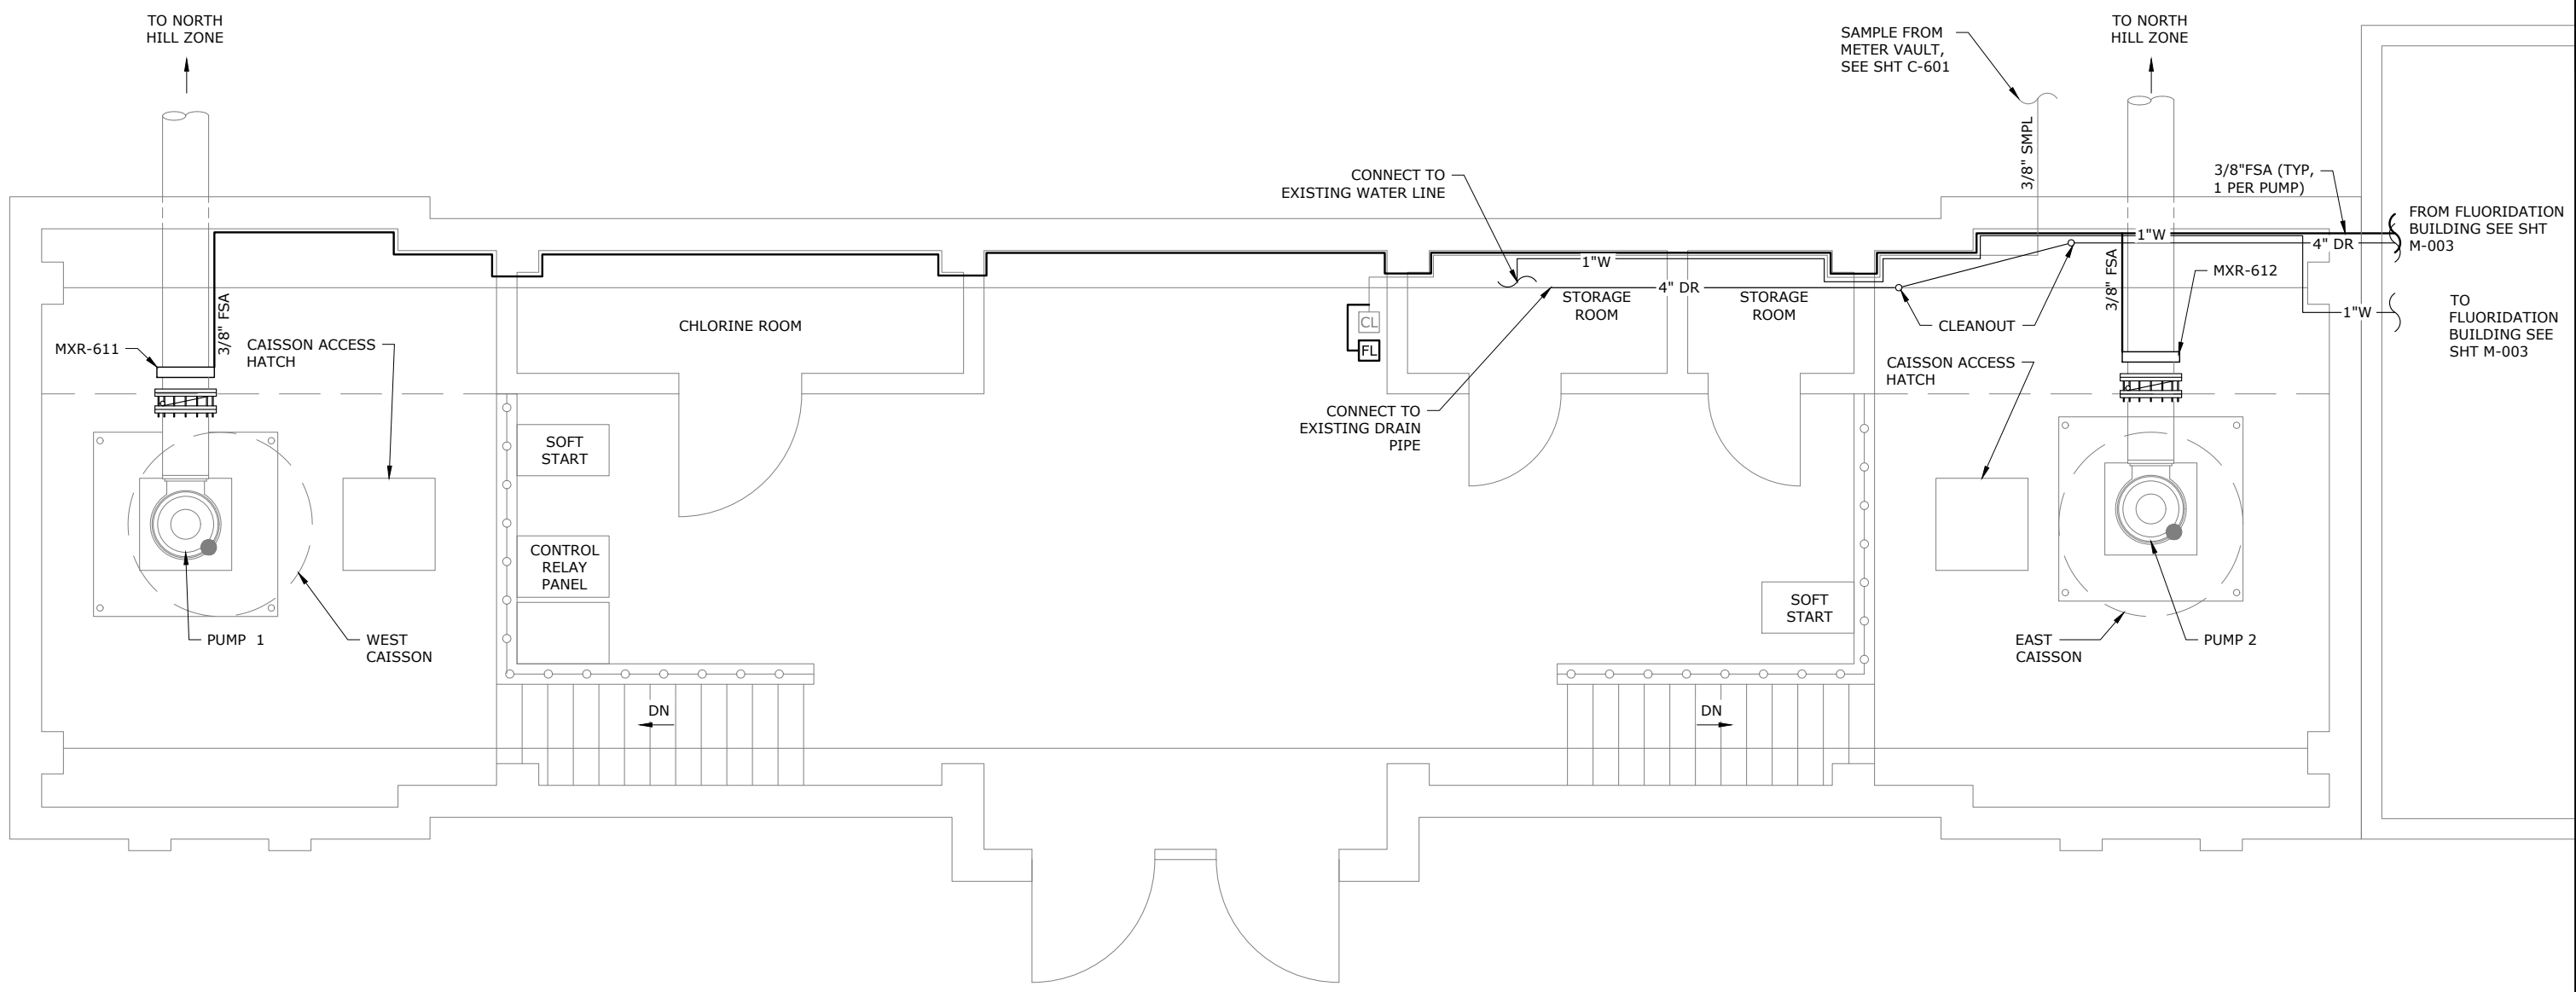 TO NORTH
HILL ZONE
SAMPLE FROM
METER VAULT,
SEE SHT C-601
TO NORTH
HILL ZONE
3/8" SMPL
CONNECT TO
EXISTING WATER LINE
3/8"FSA (TYP,
1 PER PUMP)
FROM FLUORIDATION
BUILDING SEE SHT
M-003
1"W
4" DR
1"W
3/8" FSA
MXR-612
4" DR
STORAGE
ROOM
STORAGE
ROOM
CLEANOUT
1"W
TO
FLUORIDATION
BUILDING SEE
SHT M-003
3/8" FSA
CHLORINE ROOM
CL
FL
MXR-611
CAISSON ACCESS
HATCH
CAISSON ACCESS
HATCH
CONNECT TO
EXISTING DRAIN
PIPE
SOFT
START
CONTROL
RELAY
PANEL
SOFT
START
PUMP 1
WEST
CAISSON
EAST
CAISSON
PUMP 2
DN
DN